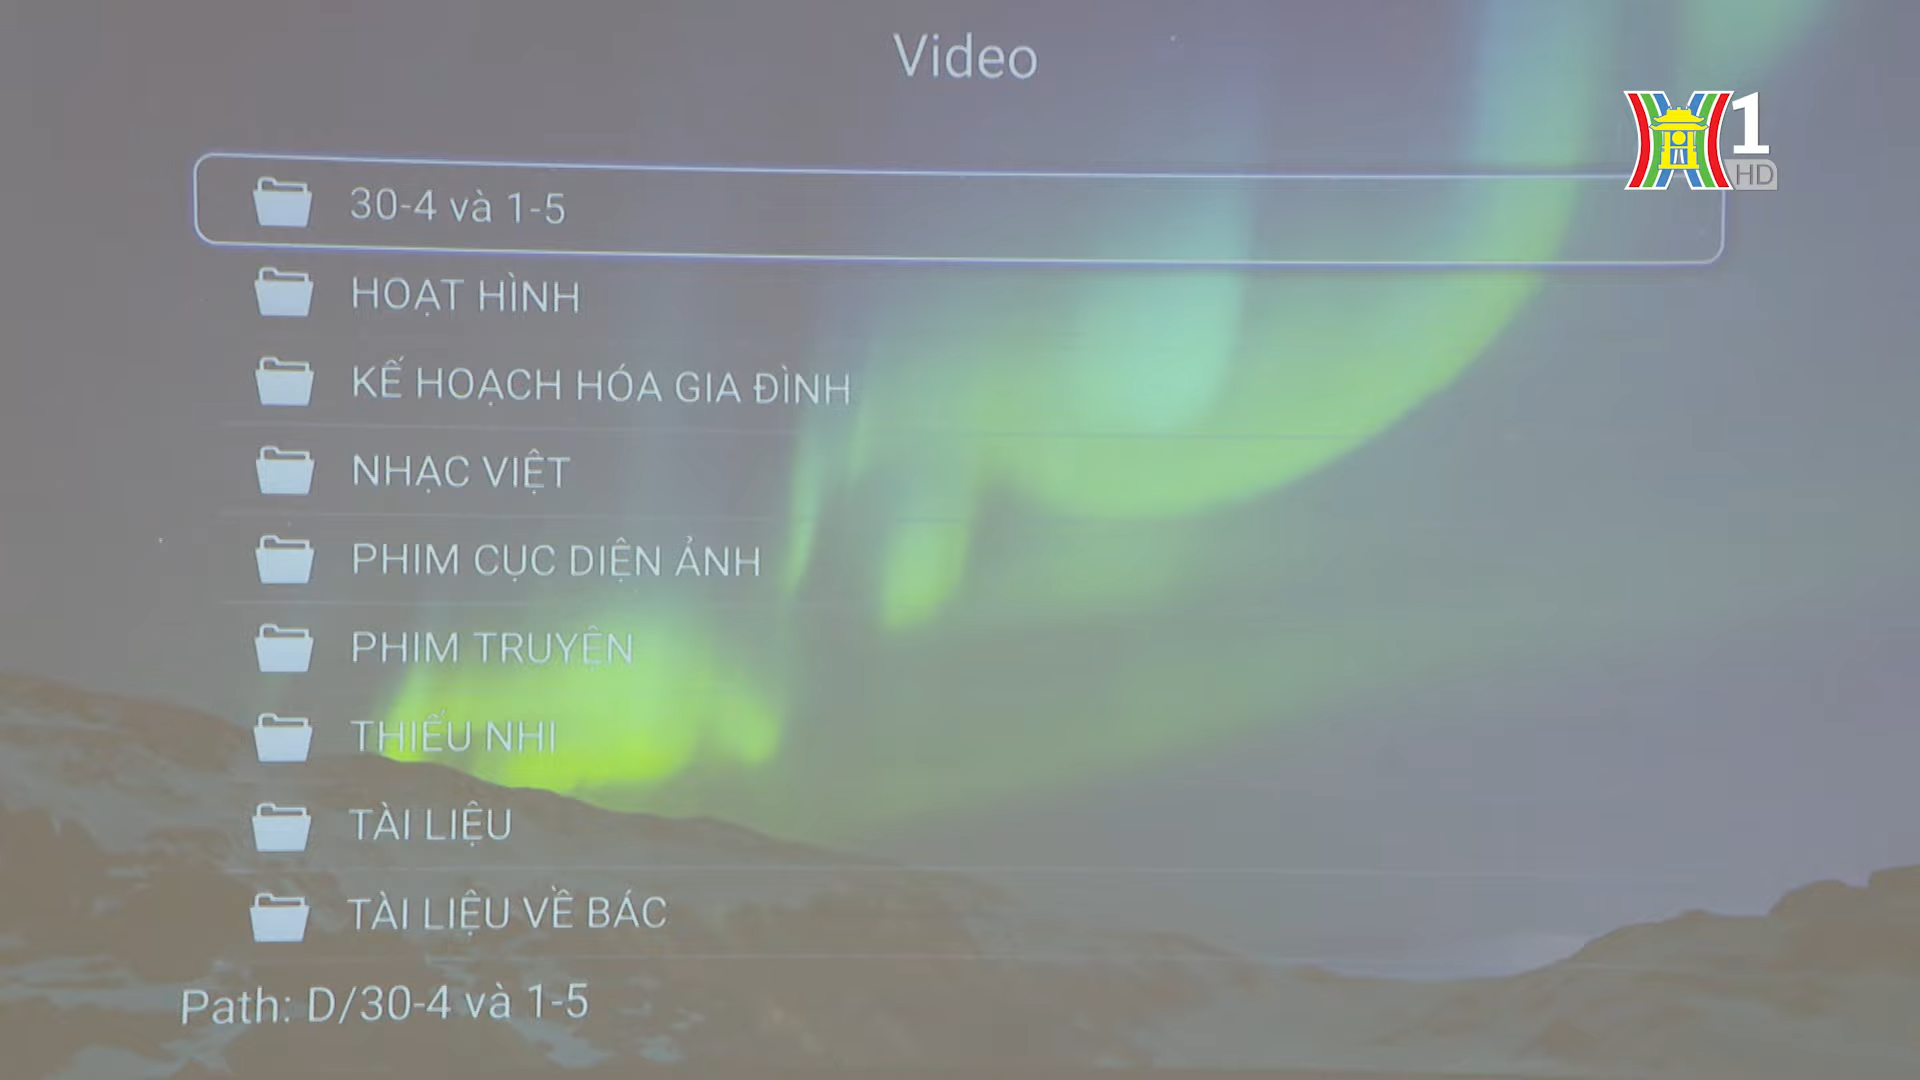 Video
1
HD
30-4 và 1-5
HOẠT HÌNH
KẾ HOẠCH HÓA GIA ĐÌNH
NHẠC VIỆT
PHIM CỤC DIỆN ẢNH
PHIM TRUYỆN
THIẾU NHI
TÀI LIỆU
TÀI LIỆU VỀ BÁC
Path: D/30-4 và 1-5